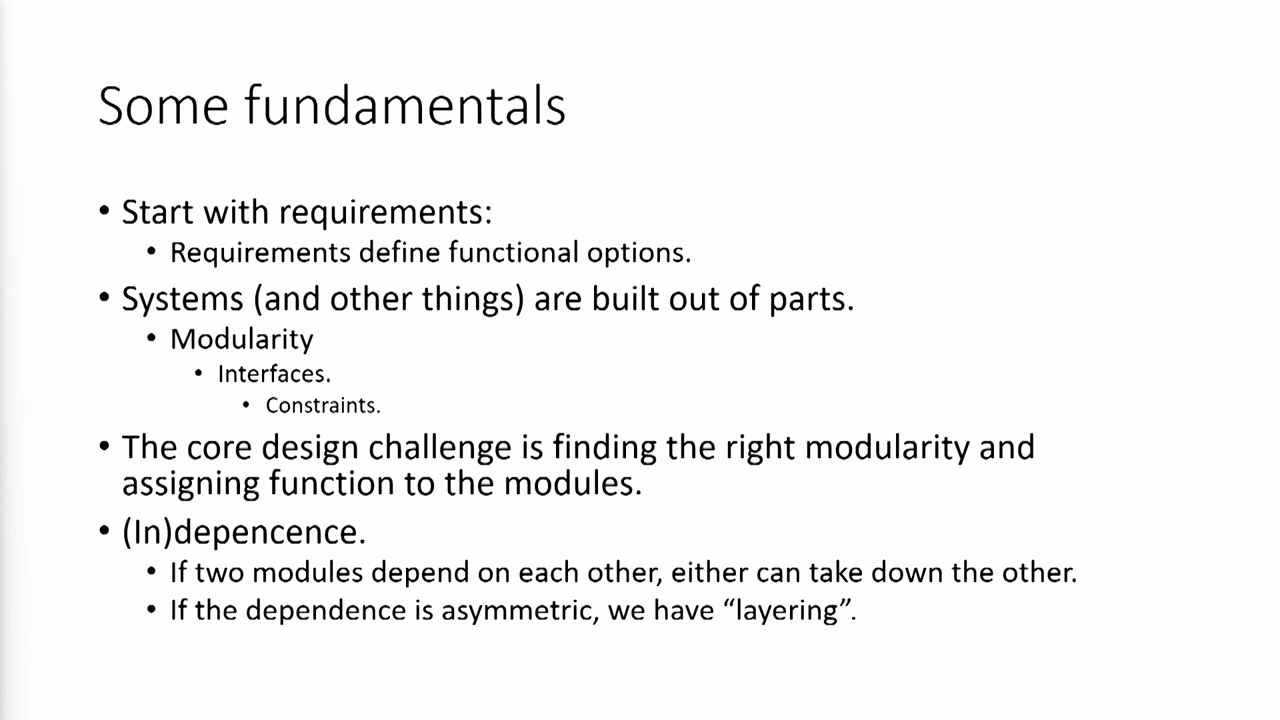 Some fundamentals
• Start with requirements:
• Requirements define functional options.
• Systems (and other things) are built out of parts.
• Modularity
• Interfaces.
• Constraints.
• The core design challenge is finding the right modularity and
assigning function to the modules.
• (In)depencence.
• If two modules depend on each other, either can take down the other.
• If the dependence is asymmetric, we have “layering”.